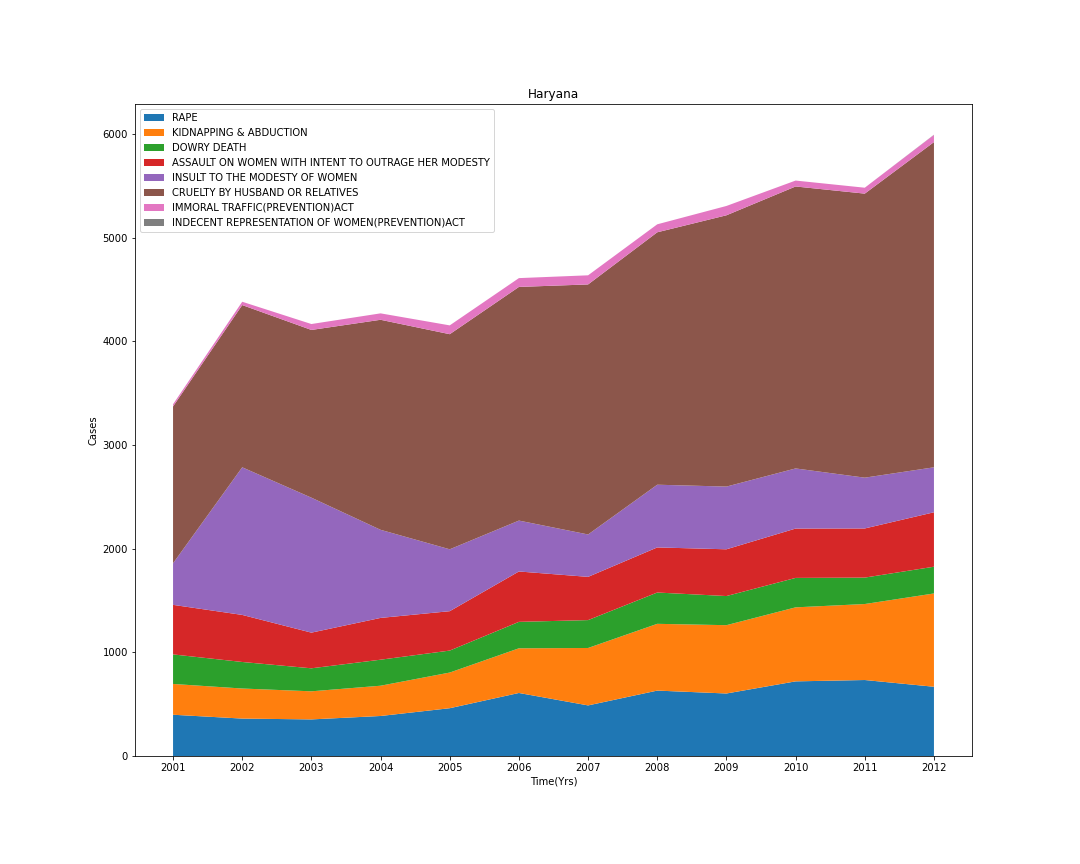 Haryana
RAPE
KIDNAPPING & ABDUCTION
DOWRY DEATH
ASSAULT ON WOMEN WITH INTENT TO OUTRAGE HER MODESTY
INSULT TO THE MODESTY OF WOMEN
CRUELTY BY HUSBAND OR RELATIVES
IMMORAL TRAFFIC(PREVENTION)ACT
INDECENT REPRESENTATION OF WOMEN(PREVENTION)ACT
6000
5000
4000
3000
2000
1000
0
Cases
2001 2002 2003 2004 2005 2006 2007 2008 2009 2010 2011 2012
Time(Yrs)